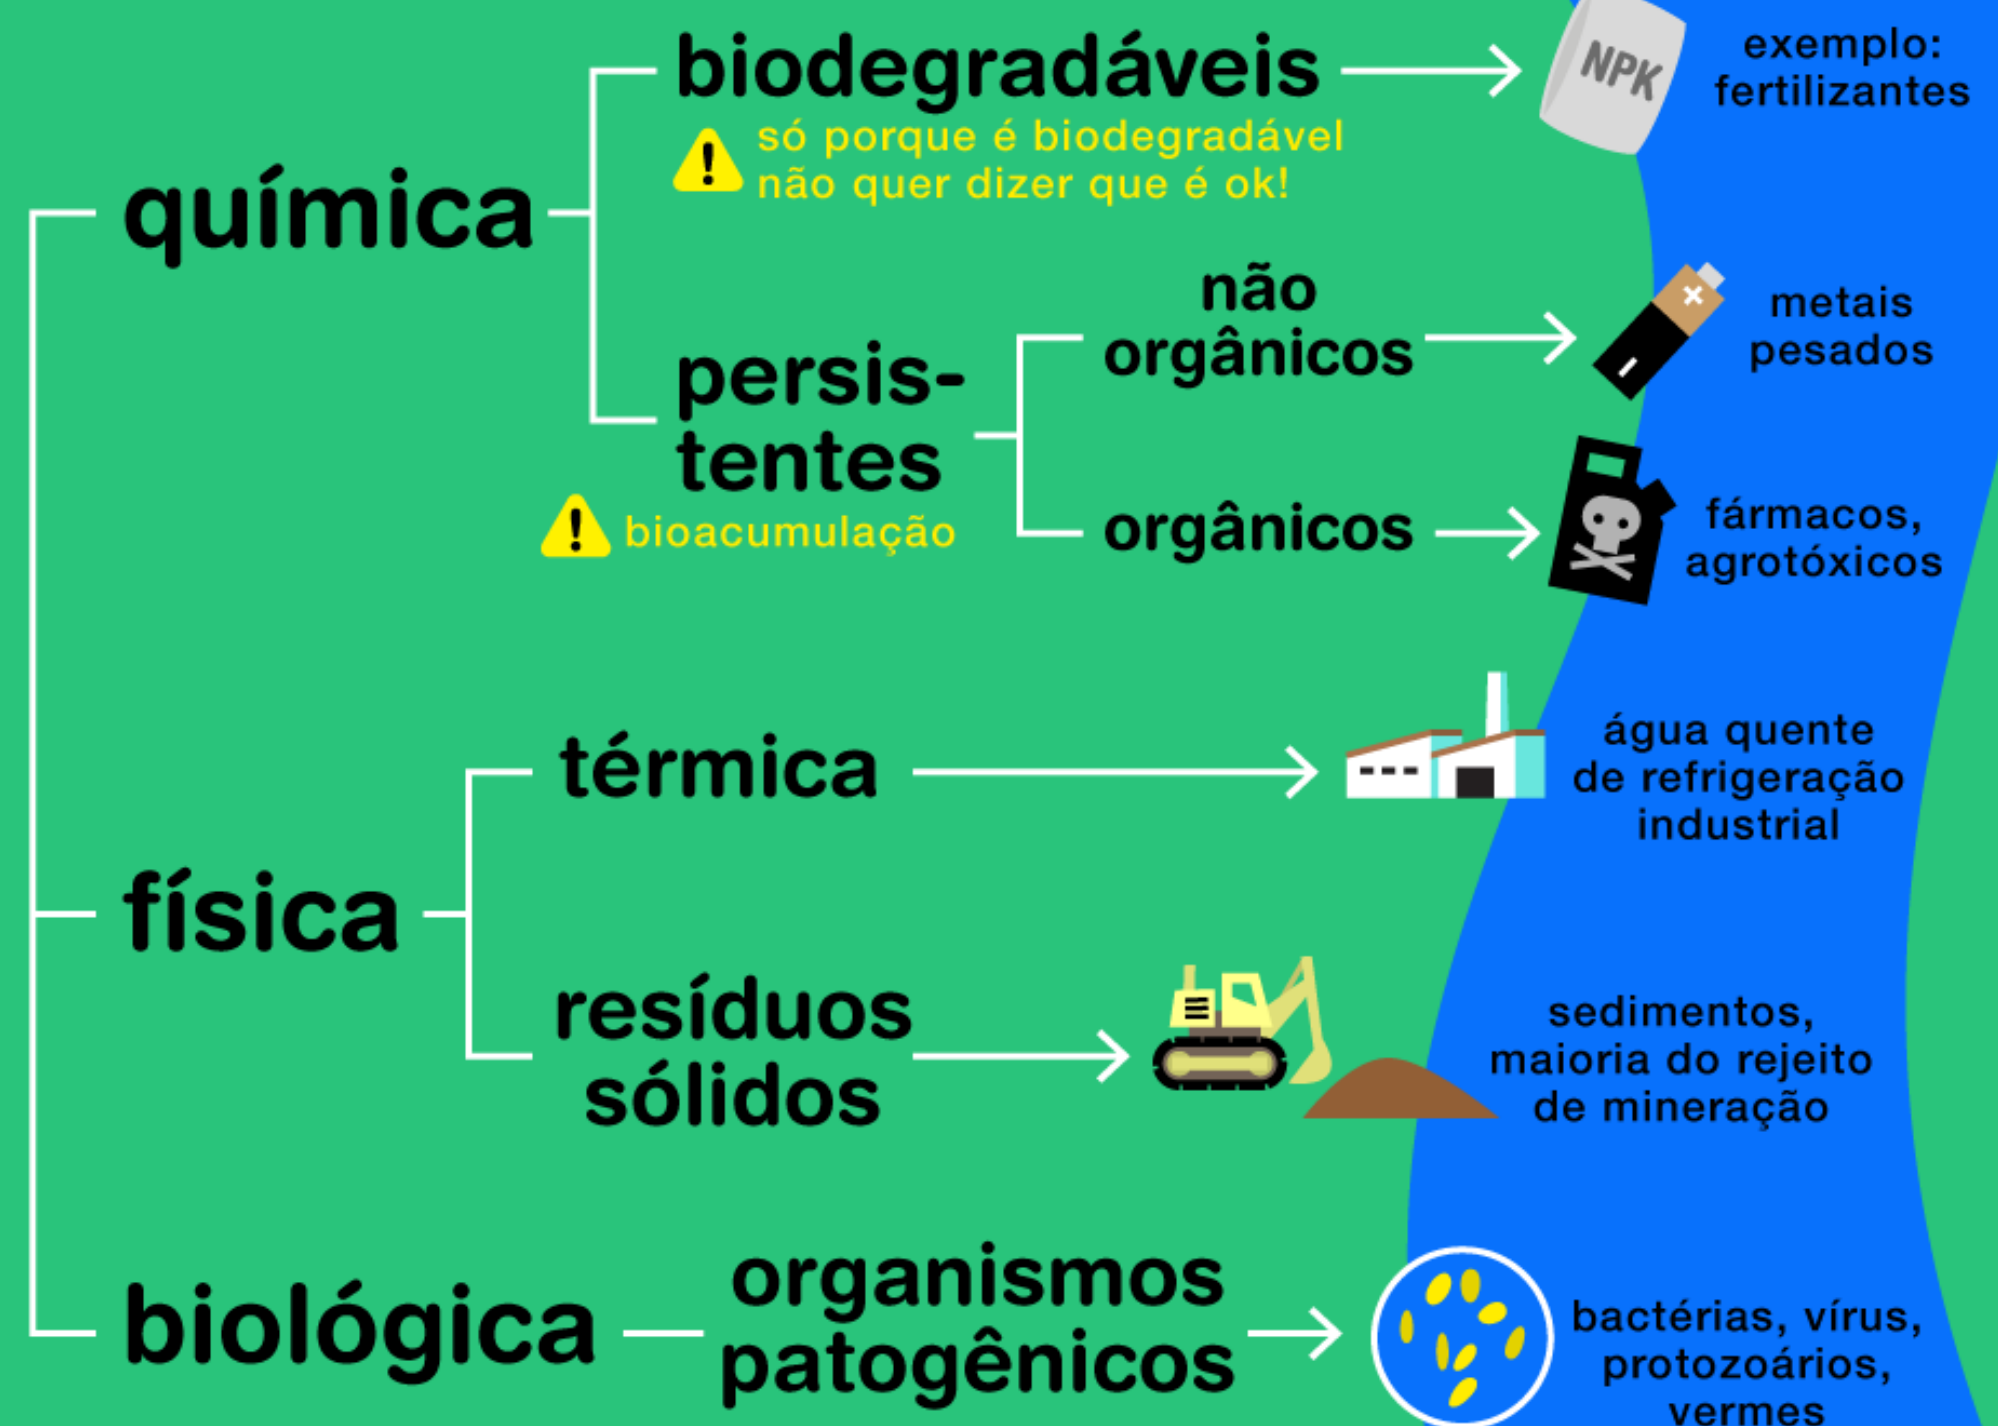 química
biodegradáveis
só porque é biodegradável
não quer dizer que é ok!
NPK
exemplo:
fertilizantes
persis-
tentes
bioacumulação
não
orgânicos
metais
pesados
orgânicos
fármacos,
agrotóxicos
física
térmica
água quente
de refrigeração
industrial
resíduos
sólidos
sedimentos,
maioria do rejeito
de mineração
biológica
organismos
patogênicos
bactérias, vírus,
protozoários,
vermes